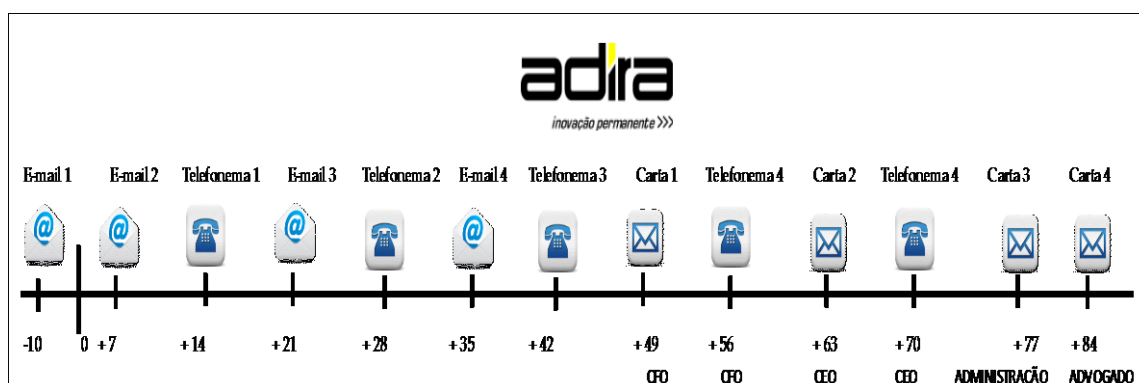 adira
inovação permanente >>>
E-mail 1 E-mail 2 Telefonema 1 E-mail 3 Telefonema 2 E-mail 4 Telefonema 3 Carta 1 Telefonema 4 Carta 2 Telefonema 4 Carta 3 Carta 4
-10 0 +7 +14 +21 +28 +35 +42 +49 +56 +63 +70 +77 +84
CFO CFO CEO CEO ADMINISTRAÇÃO ADVOGADO